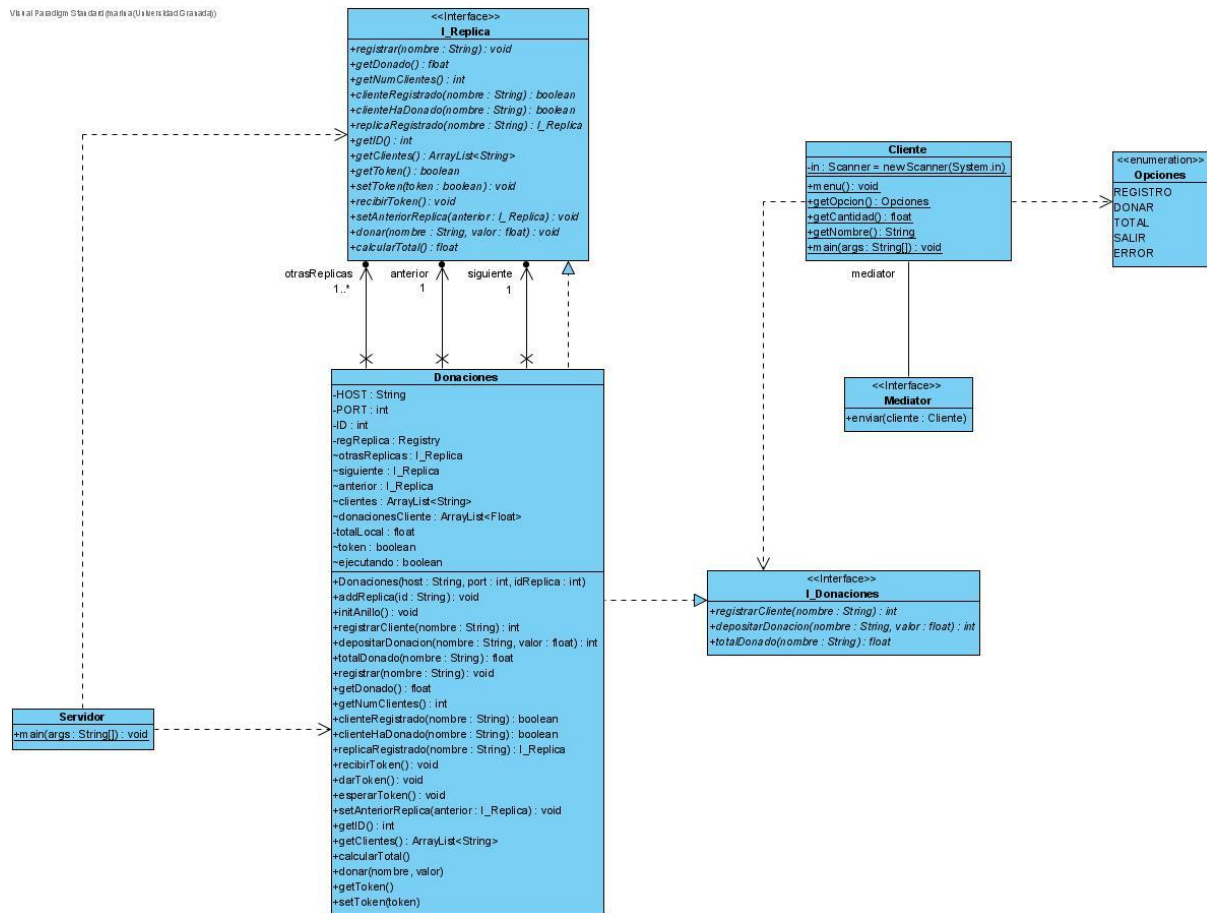 Visual Paradigm Standard(marina(Universidad Granada))
<<Interface>>
I_Replica
+registrar(nombre : String) : void
+getDonado() : float
+getNumClientes() : int
+clienteRegistrado(nombre : String) : boolean
+clienteHaDonado(nombre : String) : boolean
+replicaRegistrado(nombre : String) : I_Replica
+getID() : int
+getClientes() : ArrayList<String>
+getToken() : boolean
+setToken(token : boolean) : void
+recibirToken() : void
+setAnteriorReplica(anterior : I_Replica) : void
+donar(nombre : String, valor : float) : void
+calcularTotal() : float
otrasReplicas
1..*
anterior
1
siguiente
1
Cliente
-in : Scanner = newScanner(System.in)
+menu() : void
+getOpcion() : Opciones
+getCantidad() : float
+getNombre() : String
+main(args : String[]) : void
mediator
<<enumeration>>
Opciones
REGISTRO
DONAR
TOTAL
SALIR
ERROR
<<Interface>>
Mediator
+enviar(cliente : Cliente)
Donaciones
-HOST : String
-PORT : int
-ID : int
-regReplica : Registry
~otrasReplicas : I_Replica
~siguiente : I_Replica
~anterior : I_Replica
~clientes : ArrayList<String>
~donacionesCliente : ArrayList<Float>
-totalLocal : float
~token : boolean
~ejecutando : boolean
+Donaciones(host : String, port : int, idReplica : int)
+addReplica(id : String) : void
+initAnillo() : void
+registrarCliente(nombre : String) : int
+depositarDonacion(nombre : String, valor : float) : int
+totalDonado(nombre : String) : float
+registrar(nombre : String) : void
+getDonado() : float
+getNumClientes() : int
+clienteRegistrado(nombre : String) : boolean
+clienteHaDonado(nombre : String) : boolean
+replicaRegistrado(nombre : String) : I_Replica
+recibirToken() : void
+darToken() : void
+esperarToken() : void
+setAnteriorReplica(anterior : I_Replica) : void
+getID() : int
+getClientes() : ArrayList<String>
+calcularTotal()
+donar(nombre, valor)
+getToken()
+setToken(token)
<<Interface>>
I_Donaciones
+registrarCliente(nombre : String) : int
+depositarDonacion(nombre : String, valor : float) : int
+totalDonado(nombre : String) : float
Servidor
+main(args : String[]) : void